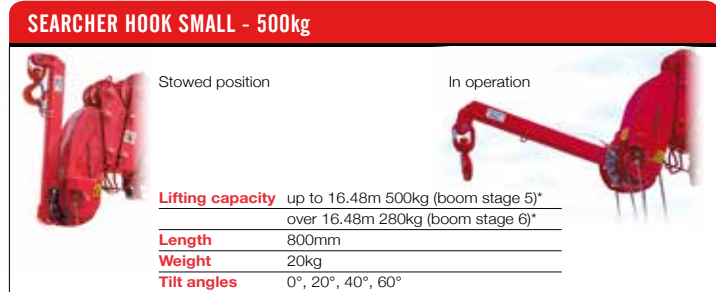 SEARCHER HOOK SMALL - 500kg
Stowed position
In operation
Lifting capacity up to 16.48m 500kg (boom stage 5)*
over 16.48m 280kg (boom stage 6)*
Length 800mm
Weight 20kg
Tilt angles 0°, 20°, 40°, 60°